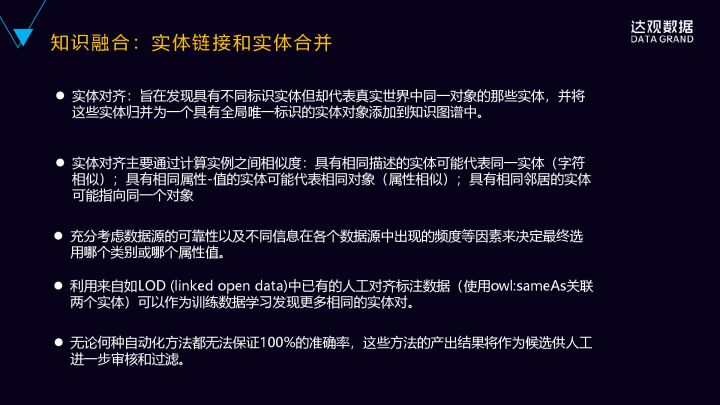 达观数据
DATA GRAND
知识融合：实体链接和实体合并
● 实体对齐：旨在发现具有不同标识实体但却代表真实世界中同一对象的那些实体，并将
这些实体归并为一个具有全局唯一标识的实体对象添加到知识图谱中。
● 实体对齐主要通过计算实例之间相似度：具有相同描述的实体可能代表同一实体（字符
相似）；具有相同属性-值的实体可能代表相同对象（属性相似）；具有相同邻居的实体
可能指向同一个对象
● 充分考虑数据源的可靠性以及不同信息在各个数据源中出现的频度等因素来决定最终选
用哪个类别或哪个属性值。
● 利用来自如LOD (linked open data)中已有的人工对齐标注数据（使用owl:sameAs关联
两个实体）可以作为训练数据学习发现更多相同的实体对。
● 无论何种自动化方法都无法保证100%的准确率，这些方法的产出结果将作为候选供人工
进一步审核和过滤。